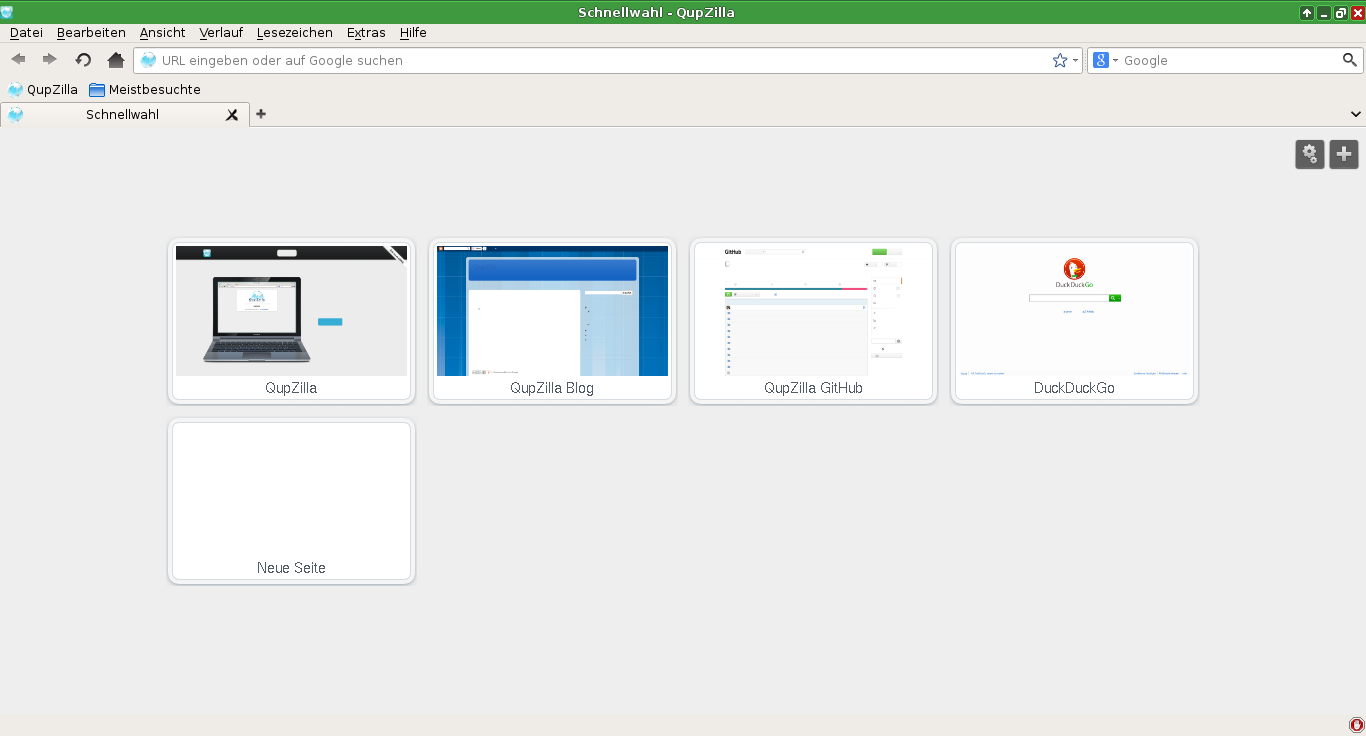 Schnellwahl - QupZilla
Datei Bearbeiten Ansicht Verlauf Lesezeichen Extras Hilfe
URL eingeben oder auf Google suchen
8 Google
QupZilla Meistbesuchte
Schnellwahl
GitHub
DuckDuckGo
QupZilla QupZilla Blog QupZilla GitHub DuckDuckGo
Neue Seite